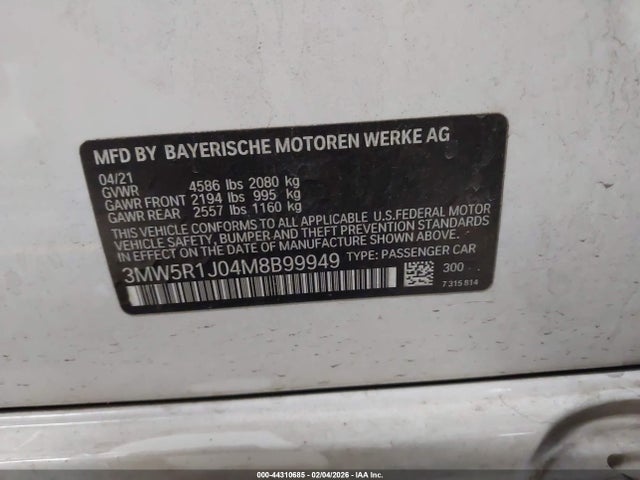 MFD BY BAYERISCHE MOTOREN WERKE AG
04/21
GVWR 4586 lbs 2080 kg
GAWR FRONT 2194 lbs 995 kg
GAWR REAR 2557 lbs 1160 kg
THIS VEHICLE CONFORMS TO ALL APPLICABLE U.S.FEDERAL MOTOR
VEHICLE SAFETY, BUMPER AND THEFT PREVENTION STANDARDS
IN EFFECT ON THE DATE OF MANUFACTURE SHOWN ABOVE.
3MW5R1J04M8B99949 TYPE: PASSENGER CAR
300
7 315 814
000-44310685 | 02/04/2026 | IAA Inc.